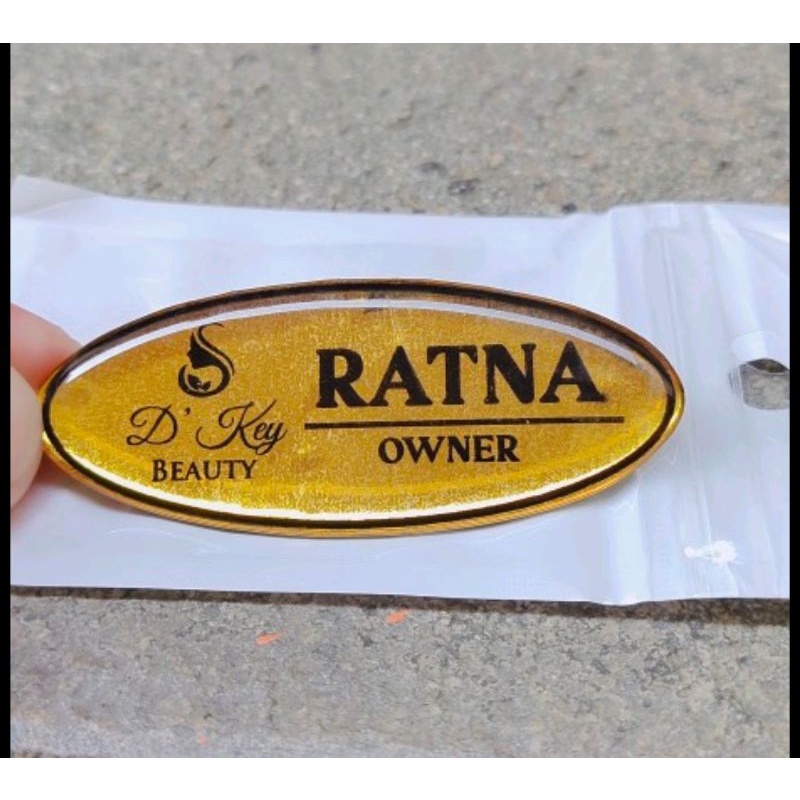 D' Key
BEAUTY
RATNA
OWNER